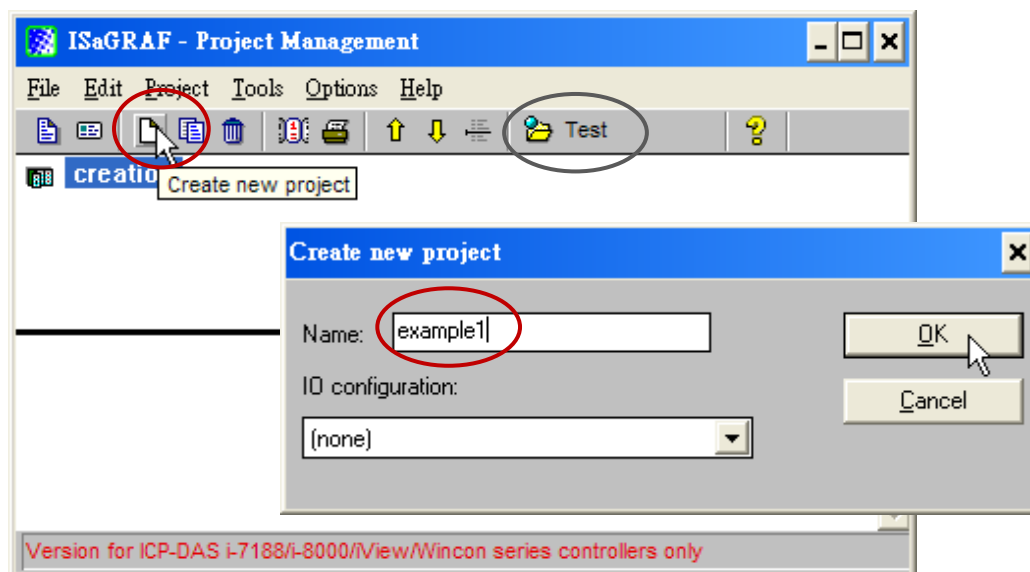 ISaGRAF - Project Management
File Edit Project Tools Options Help
Test
Create new project
Create new project
Name: example1
OK
IO configuration:
Cancel
(none)
Version for ICP-DAS i-7188/i-8000/iView/Wincon series controllers only